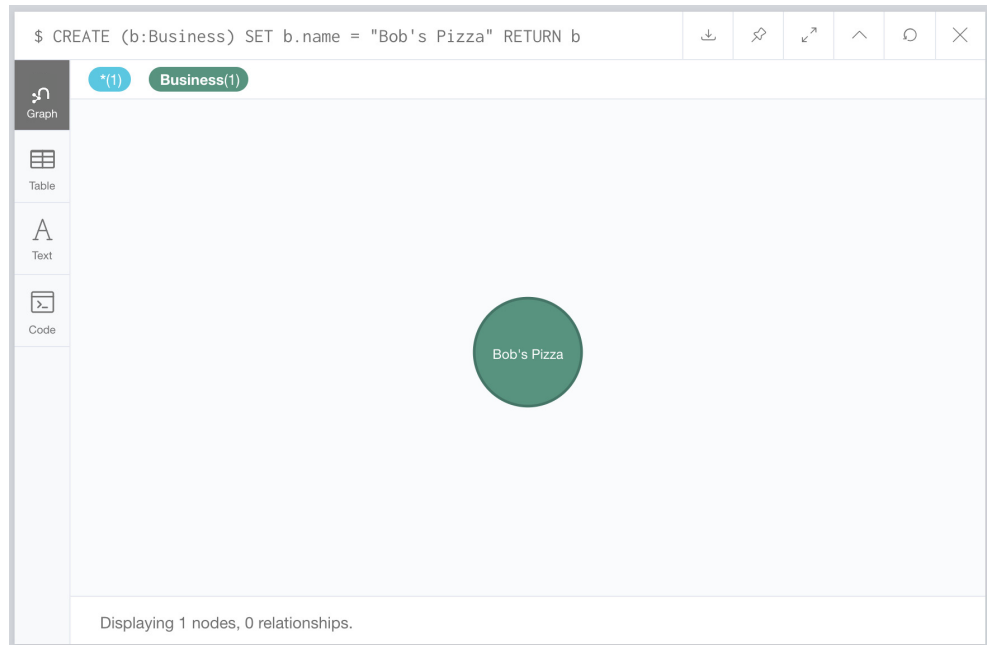 $ CREATE (b:Business) SET b.name = "Bob's Pizza" RETURN b
*(1) Business(1)
Graph
Table
A
Text
>_
Code
Bob's Pizza
Displaying 1 nodes, 0 relationships.